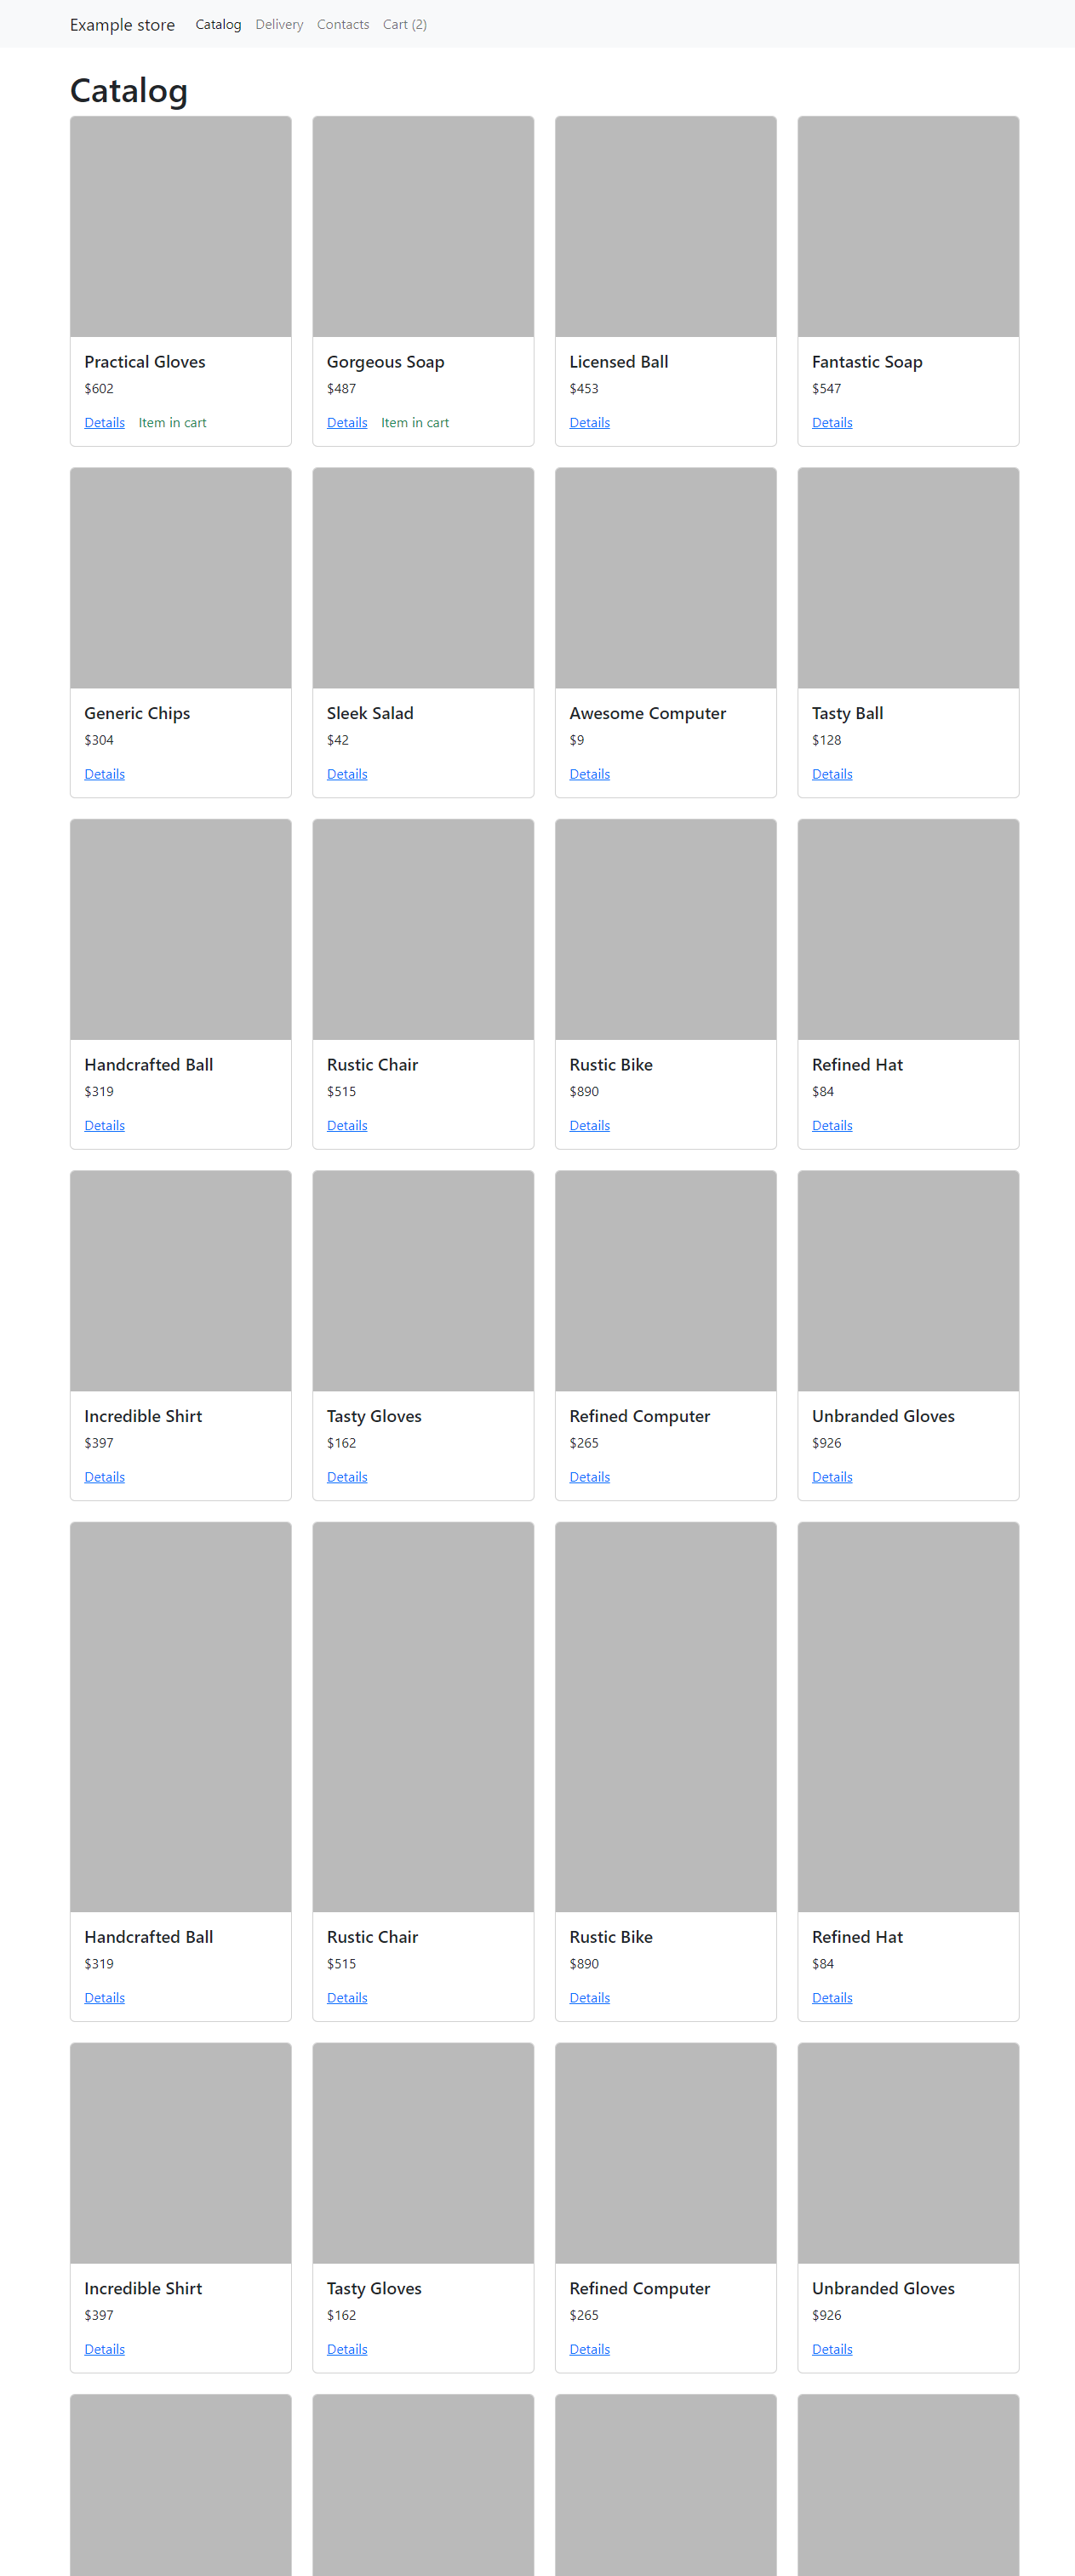 Example store Catalog Delivery Contacts Cart (2)
Catalog
Practical Gloves Gorgeous Soap Licensed Ball Fantastic Soap
$602 $487 $453 $547
Details Item in cart Details Item in cart Details Details
Generic Chips Sleek Salad Awesome Computer Tasty Ball
$304 $42 $9 $128
Details Details Details Details
Handcrafted Ball Rustic Chair Rustic Bike Refined Hat
$319 $515 $890 $84
Details Details Details Details
Incredible Shirt Tasty Gloves Refined Computer Unbranded Gloves
$397 $162 $265 $926
Details Details Details Details
Handcrafted Ball Rustic Chair Rustic Bike Refined Hat
$319 $515 $890 $84
Details Details Details Details
Incredible Shirt Tasty Gloves Refined Computer Unbranded Gloves
$397 $162 $265 $926
Details Details Details Details